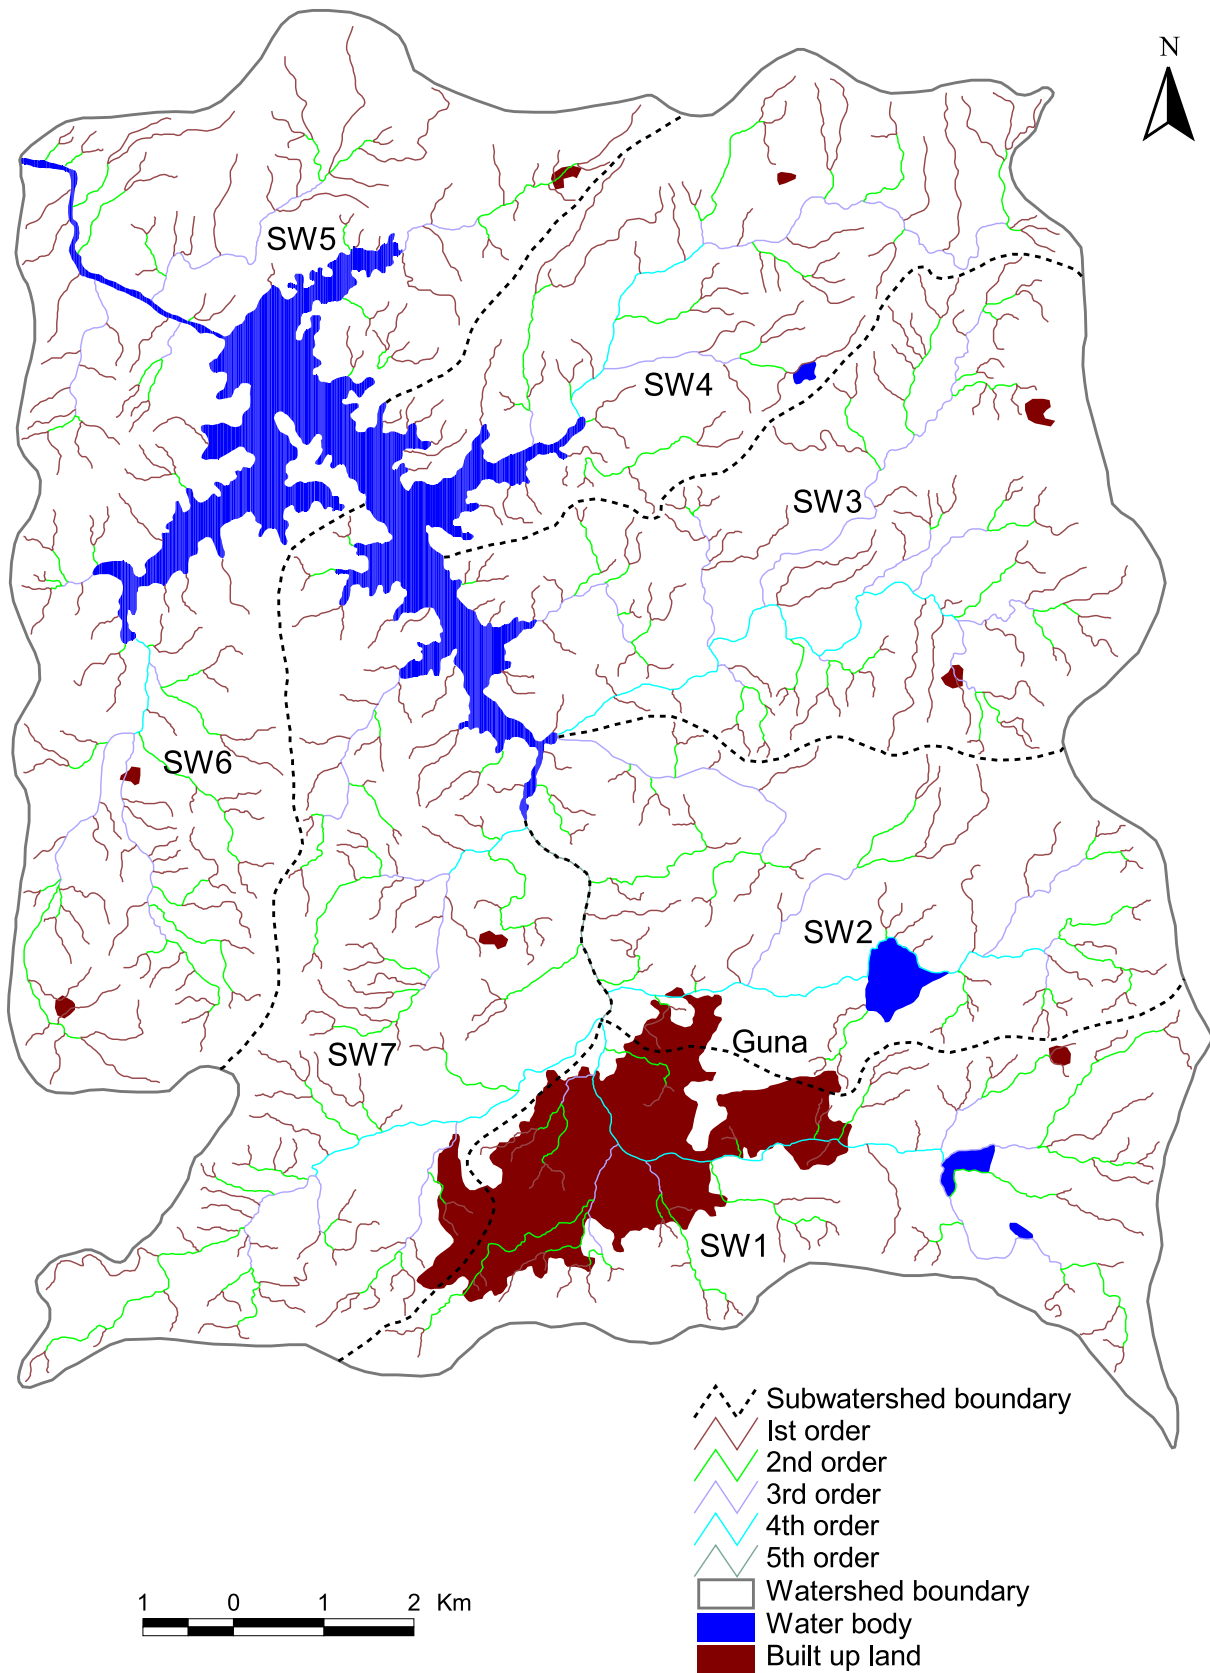 N
SW5
SW4
SW3
SW6
SW2
Guna
SW7
SW1
Subwatershed boundary
Ist order
2nd order
3rd order
4th order
5th order
Watershed boundary
Water body
Built up land
1 0 1 2 Km